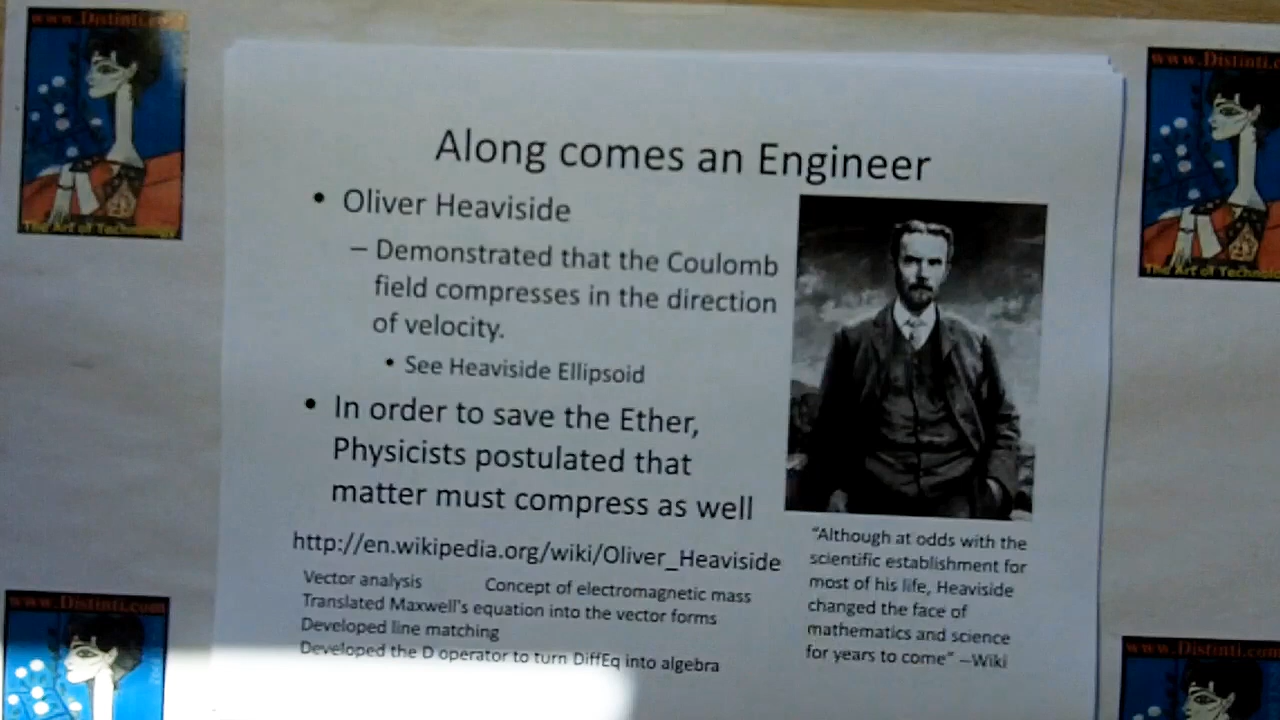 www.Distinti.com
The Art of Technology
www.Distinti.c
The Art of Technolo
Along comes an Engineer
• Oliver Heaviside
– Demonstrated that the Coulomb
field compresses in the direction
of velocity.
• See Heaviside Ellipsoid
• In order to save the Ether,
Physicists postulated that
matter must compress as well
http://en.wikipedia.org/wiki/Oliver_Heaviside
Vector analysis Concept of electromagnetic mass
Translated Maxwell's equation into the vector forms
Developed line matching
Developed the D operator to turn DiffEq into algebra
"Although at odds with the
scientific establishment for
most of his life, Heaviside
changed the face of
mathematics and science
for years to come" –Wiki
www.Distinti.com
www.Distinti.com